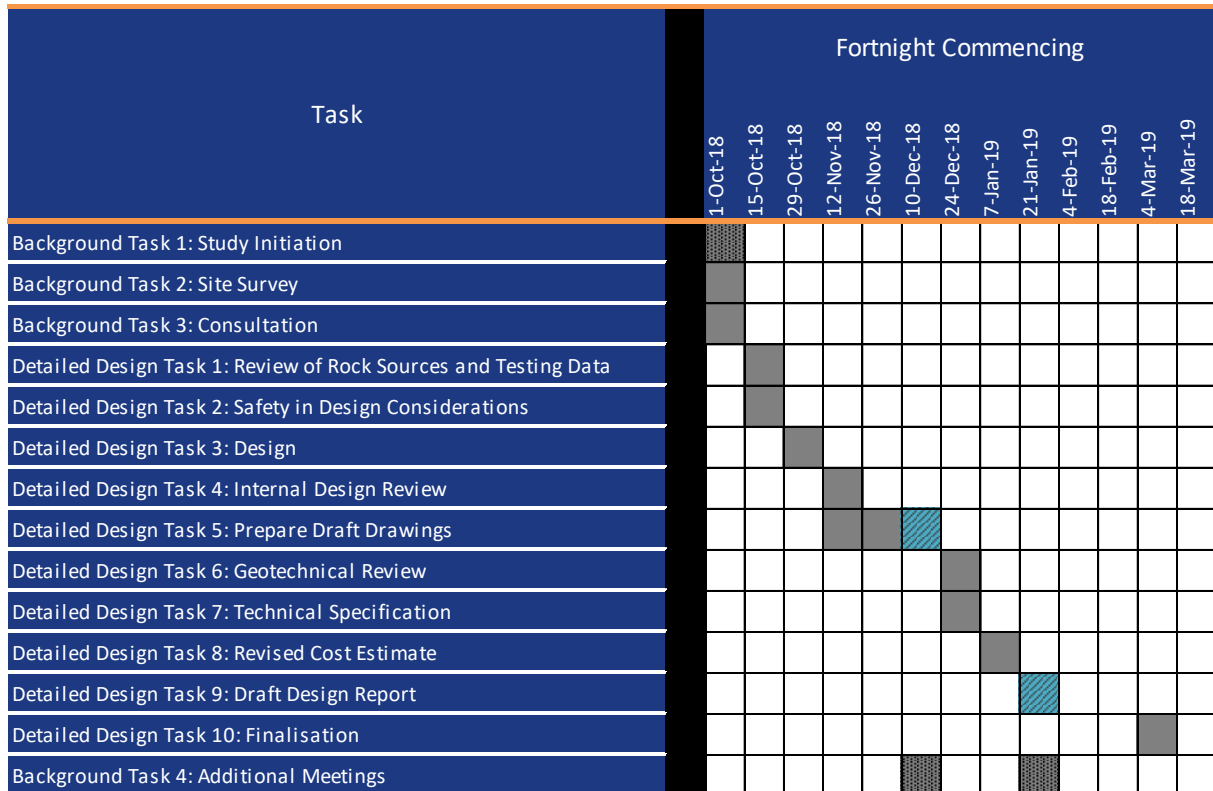 Fortnight Commencing
Task
1-Oct-18
15-Oct-18
29-Oct-18
12-Nov-18
26-Nov-18
10-Dec-18
24-Dec-18
7-Jan-19
21-Jan-19
4-Feb-19
18-Feb-19
4-Mar-19
18-Mar-19
Background Task 1: Study Initiation
Background Task 2: Site Survey
Background Task 3: Consultation
Detailed Design Task 1: Review of Rock Sources and Testing Data
Detailed Design Task 2: Safety in Design Considerations
Detailed Design Task 3: Design
Detailed Design Task 4: Internal Design Review
Detailed Design Task 5: Prepare Draft Drawings
Detailed Design Task 6: Geotechnical Review
Detailed Design Task 7: Technical Specification
Detailed Design Task 8: Revised Cost Estimate
Detailed Design Task 9: Draft Design Report
Detailed Design Task 10: Finalisation
Background Task 4: Additional Meetings